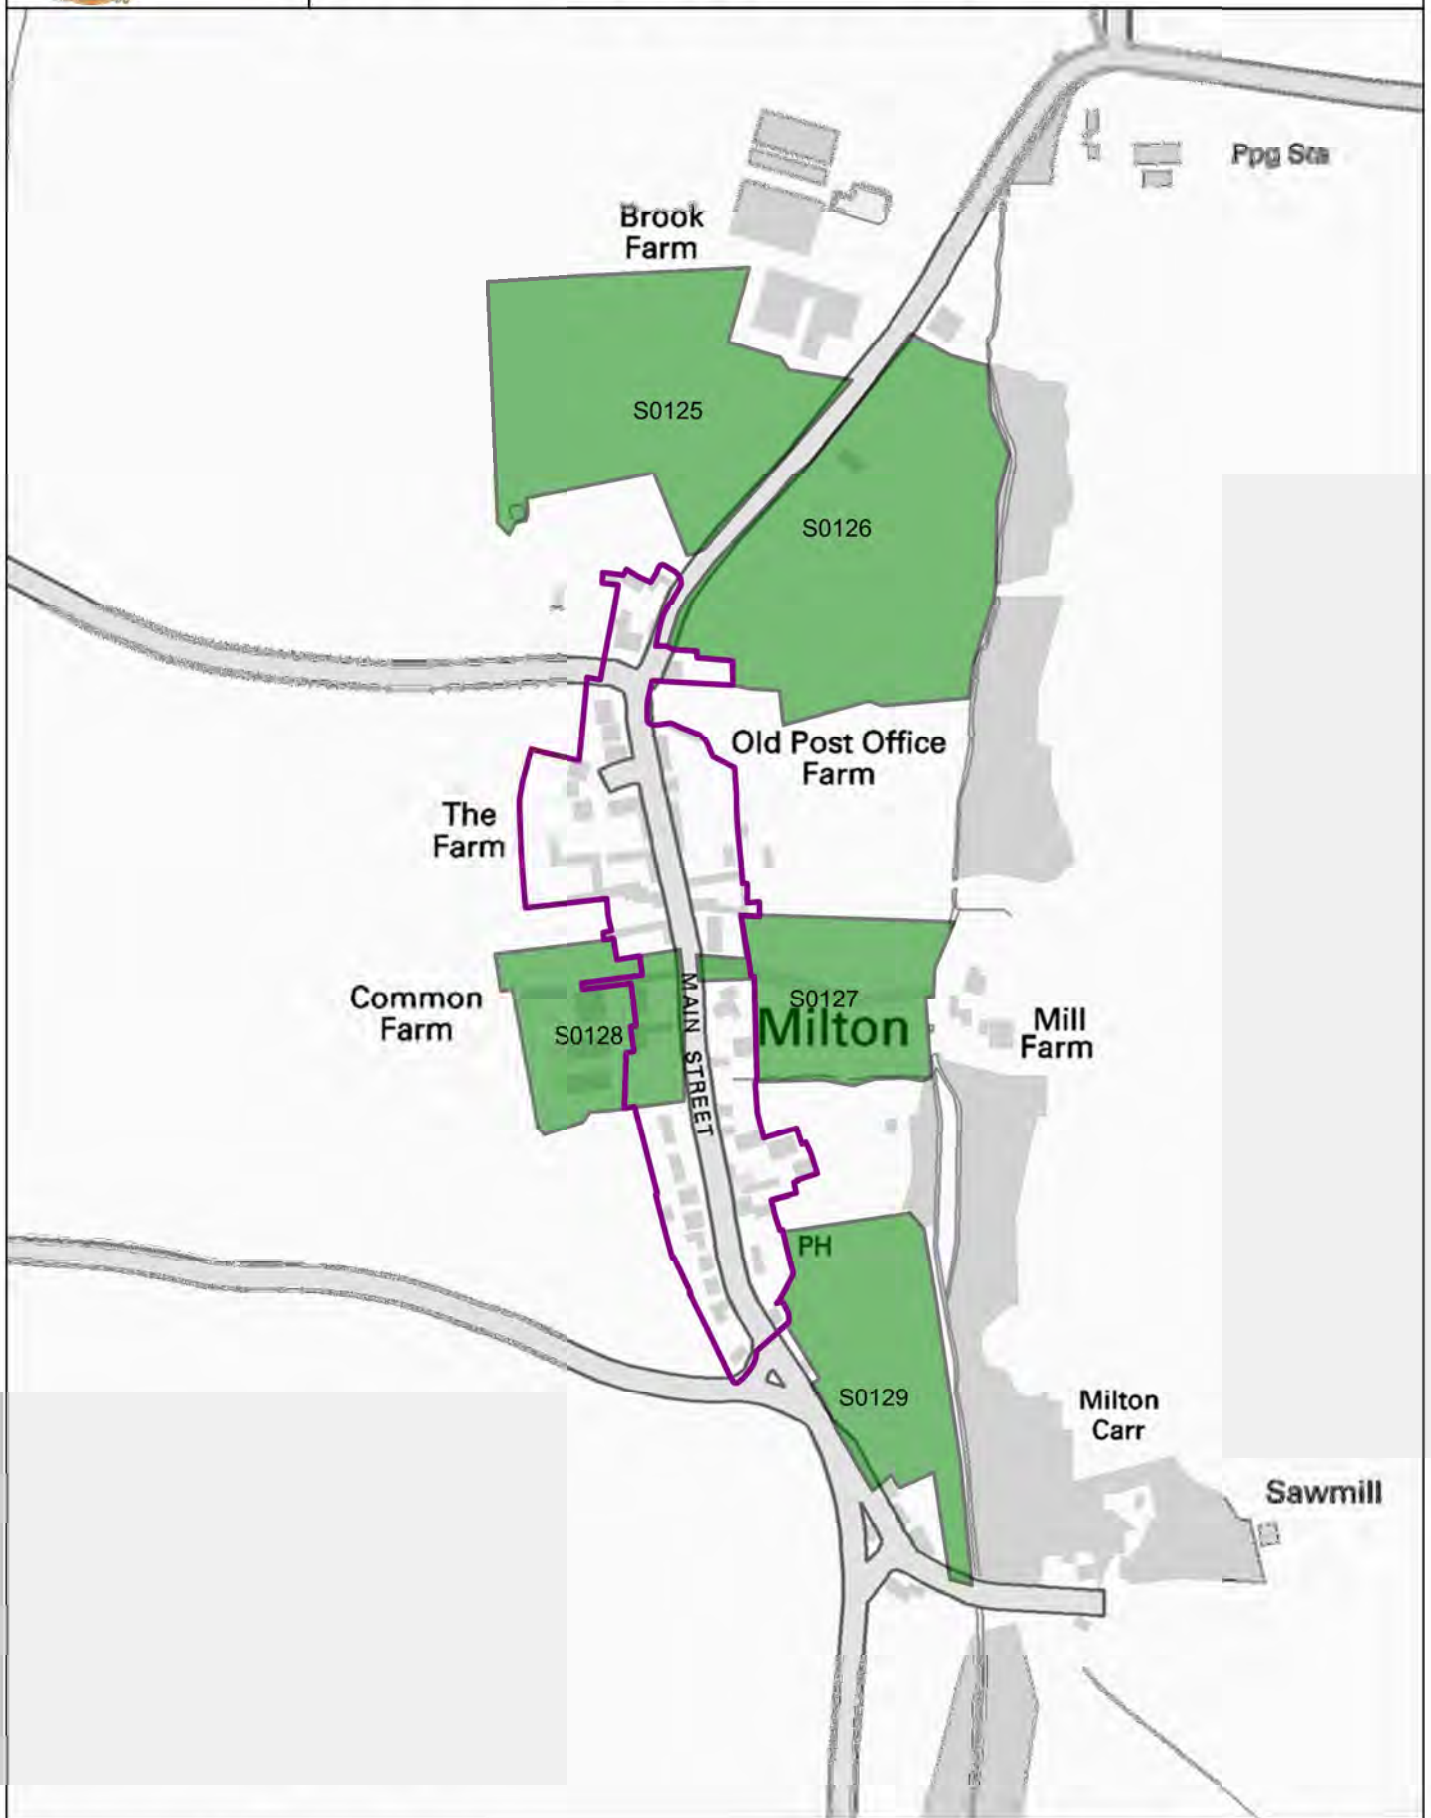 Ppg Sta
Brook
Farm
S0125
S0126
Old Post Office
Farm
The
Farm
Common
Farm
S0128
MAIN STREET
S0127
Milton
Mill
Farm
PH
S0129
Milton
Carr
Sawmill